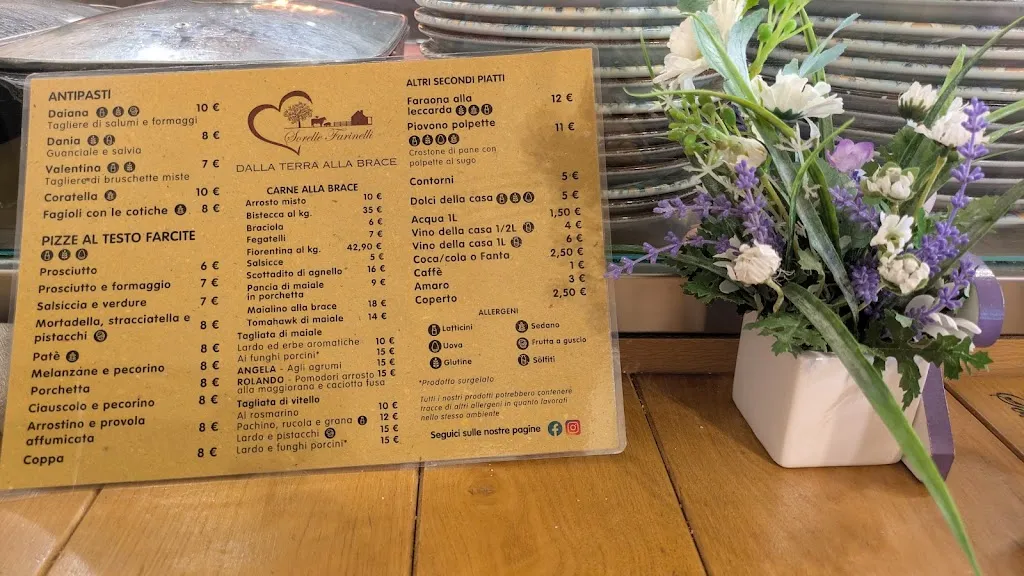 ANTIPASTI
Daiana 10 €
Tagliere di salumi e formaggi
Dania 8 €
Guanciale e salvia
Valentina 7 €
Tagliere di bruschette miste
Coratella 10 €
Fagioli con le cotiche 8 €
PIZZE AL TESTO FARCITE
Prosciutto 6 €
Prosciutto e formaggio 7 €
Salsiccia e verdure 7 €
Mortadella, stracciatella e
pistacchi 8 €
Patè 8 €
Melanzane e pecorino 8 €
Porchetta 8 €
Ciauscolo e pecorino 8 €
Arrostino e provola
affumicata 8 €
Coppa 8 €
Sorelle Farinelli
DALLA TERRA ALLA BRACE
CARNE ALLA BRACE
Arrosto misto 10 €
Bistecca al kg. 35 €
Braciola 6 €
Fegatelli 7 €
Fiorentina al kg. 42,90 €
Salsicce 5 €
Scottadito di agnello 16 €
Pancia di maiale
in porchetta 9 €
Maialino alla brace 18 €
Tomahawk di maiale 14 €
Tagliata di maiale
Lardo ed erbe aromatiche 10 €
Ai funghi porcini* 15 €
ANGELA - Agli agrumi 15 €
ROLANDO - Pomodori arrosto 15 €
alla maggiorana e caciotta fusa
Tagliata di vitello
Al rosmarino 10 €
Pachino, rucola e grana 12 €
Lardo e pistacchi 15 €
Lardo e funghi porcini* 15 €
ALTRI SECONDI PIATTI
Faraona alla 12 €
leccarda
Piovono polpette 11 €
Crostone di pane con
polpette al sugo
Contorni 5 €
Dolci della casa 5 €
Acqua 1L 1,50 €
Vino della casa 1/2L 4 €
Vino della casa 1L 6 €
Coca/cola o Fanta 2,50 €
Caffè 1 €
Amaro 3 €
Coperto 2,50 €
ALLERGENI
Latticini Sedano
Uova Frutta a guscio
Glutine Solfiti
*Prodotto surgelato
Tutti i nostri prodotti potrebbero contenere
tracce di altri allergeni in quanto lavorati
nello stesso ambiente
Seguici sulle nostre pagine